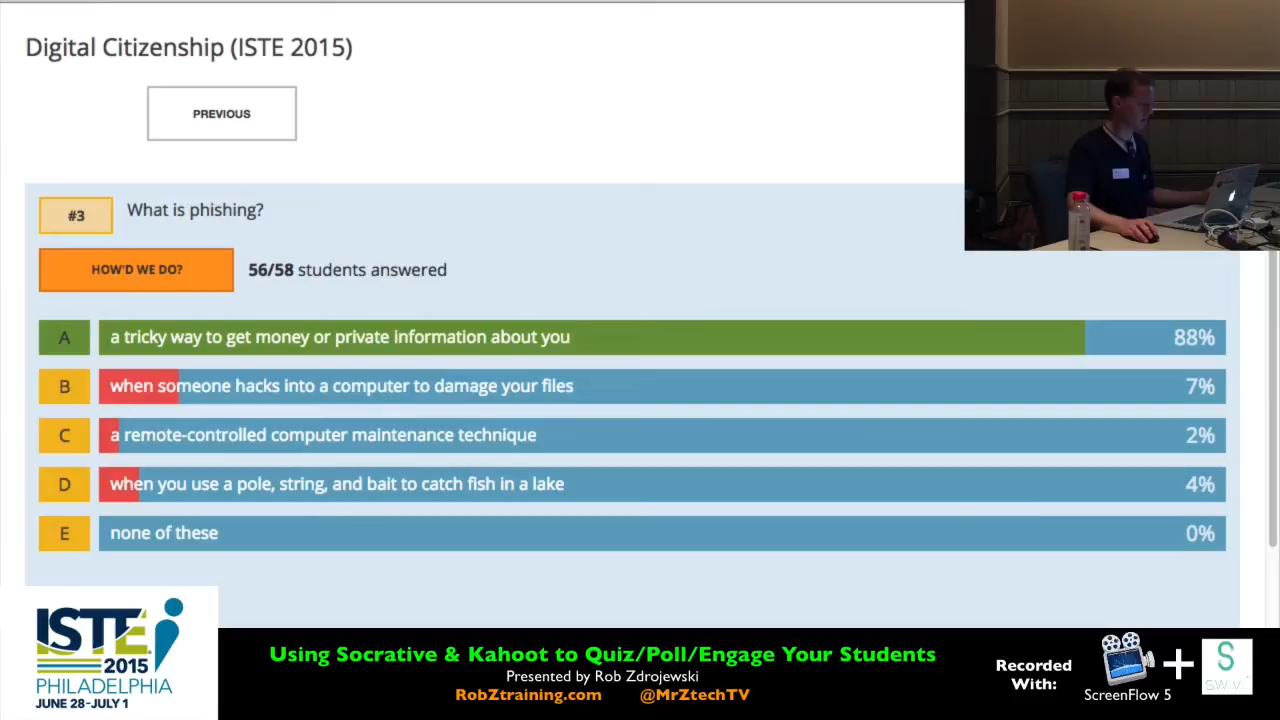 Digital Citizenship (ISTE 2015)
PREVIOUS
#3
What is phishing?
HOW'D WE DO?
56/58 students answered
A
a tricky way to get money or private information about you
88%
B
when someone hacks into a computer to damage your files
7%
C
a remote-controlled computer maintenance technique
2%
D
when you use a pole, string, and bait to catch fish in a lake
4%
E
none of these
0%
ISTE
2015
PHILADELPHIA
JUNE 28-JULY 1
Using Socrative & Kahoot to Quiz/Poll/Engage Your Students
Presented by Rob Zdrojewski
RobZtraining.com @MrZtechTV
Recorded
With:
ScreenFlow 5
+
S